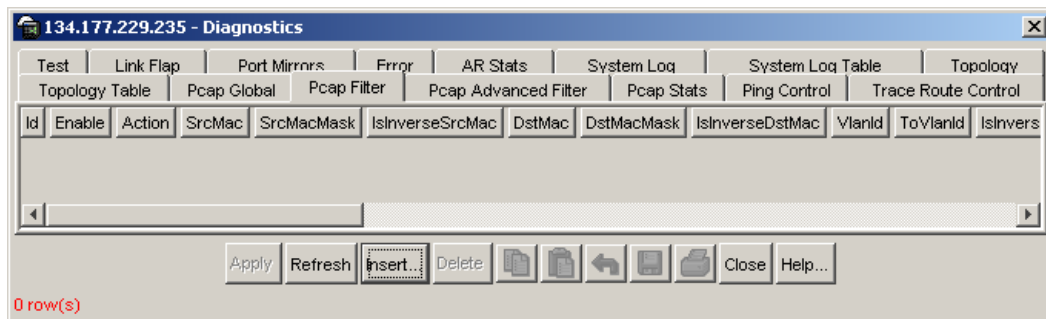 134.177.229.235 - Diagnostics
Test Link Flap Port Mirrors Error AR Stats System Log System Log Table Topology
Topology Table Pcap Global Pcap Filter Pcap Advanced Filter Pcap Stats Ping Control Trace Route Control
Id Enable Action SrcMac SrcMacMask IsInverseSrcMac DstMac DstMacMask IsInverseDstMac VlanId ToVlanId IsInvers
Apply Refresh Insert... Delete Close Help...
0 row(s)